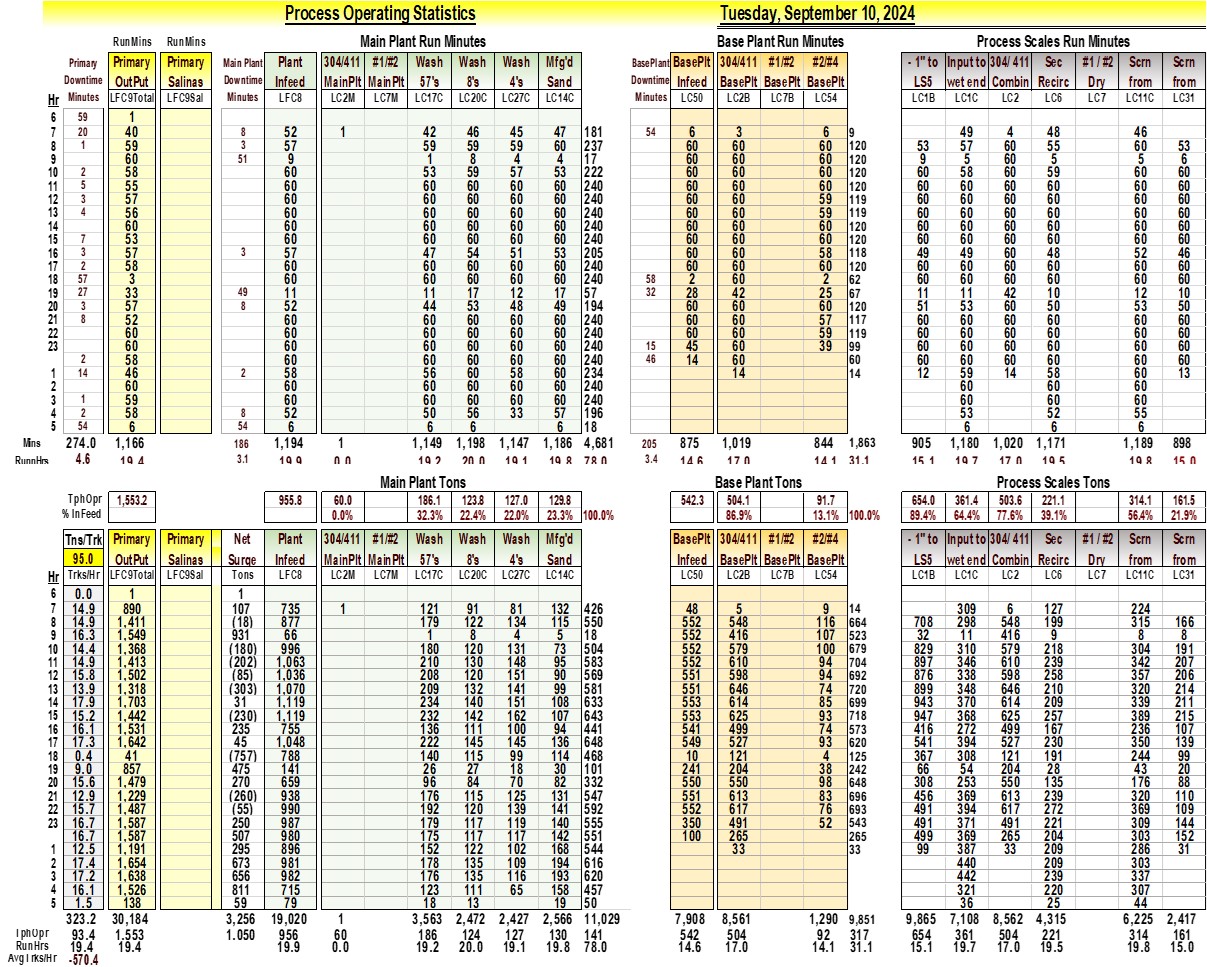 Process Operating Statistics Tuesday, September 10, 2024
RunMins RunMins Main Plant Run Minutes Base Plant Run Minutes Process Scales Run Minutes
Primary Primary Primary Main Plant Plant 304/411 #1/#2 Wash Wash Wash Mfg'd BasePlant BasePlt 304/411 #1/#2 #2/#4 - 1" to Input to 304/ 411 Sec #1 / #2 Scrn Scrn
Downtime OutPut Salinas Downtime Infeed MainPlt MainPlt 57's 8's 4's Sand Downtime Infeed BasePlt BasePlt BasePlt LS5 wet end Combin Recirc Dry from from
Hr Minutes LFC9Total LFC9Sal Minutes LFC8 LC2M LC7M LC17C LC20C LC27C LC14C Minutes LC50 LC2B LC7B LC54 LC1B LC1C LC2 LC6 LC7 LC11C LC31
6 59 1
7 20 40 8 52 1 42 46 45 47 181 54 6 3 6 9 49 4 48 46
8 1 59 3 57 59 59 59 60 237 60 60 60 120 53 57 60 55 60 53
9 60 51 9 1 8 4 4 17 60 60 60 120 9 5 60 5 5 6
10 2 58 60 53 59 57 53 222 60 60 60 120 60 58 60 59 60 60
11 5 55 60 60 60 60 60 240 60 60 60 120 60 60 60 60 60 60
12 3 57 60 60 60 60 60 240 60 60 59 119 60 60 60 60 60 60
13 4 56 60 60 60 60 60 240 60 60 59 119 60 60 60 60 60 60
14 60 60 60 60 60 60 240 60 60 60 120 60 60 60 60 60 60
15 7 53 60 60 60 60 60 240 60 60 60 120 60 60 60 60 60 60
16 3 57 3 57 47 54 51 53 205 60 60 58 118 49 49 60 48 52 46
17 2 58 60 60 60 60 60 240 60 60 60 120 60 60 60 60 60 60
18 57 3 60 60 60 60 60 240 58 2 60 2 62 60 60 60 60 60 60
19 27 33 49 11 11 17 12 17 57 32 28 42 25 67 11 11 42 10 12 10
20 3 57 8 52 44 53 48 49 194 60 60 60 120 51 53 60 50 53 50
21 8 52 60 60 60 60 60 240 60 60 57 117 60 60 60 60 60 60
22 60 60 60 60 60 60 240 60 60 59 119 60 60 60 60 60 60
23 60 60 60 60 60 60 240 15 45 60 39 99 60 60 60 60 60 60
2 58 60 60 60 60 60 240 46 14 60 60 60 60 60 60 60 60
1 14 46 2 58 56 60 58 60 234 14 14 12 59 14 58 60 13
2 60 60 60 60 60 60 240 60 60 60
3 1 59 60 60 60 60 60 240 60 60 60
4 2 58 8 52 50 56 33 57 196 53 52 55
5 54 6 54 6 6 6 6 18 6 6 6
Mins 274.0 1,166 186 1,194 1 1,149 1,198 1,147 1,186 4,681 205 875 1,019 844 1,863 905 1,180 1,020 1,171 1,189 898
RunnHrs 4.6 19.4 3.1 19.9 0.0 19.2 20.0 19.1 19.8 78.0 3.4 14.6 17.0 14.1 31.1 15.1 19.7 17.0 19.5 19.8 15.0
Main Plant Tons Base Plant Tons Process Scales Tons
TphOpr 1,553.2 955.8 60.0 186.1 123.8 127.0 129.8 542.3 504.1 91.7 654.0 361.4 503.6 221.1 314.1 161.5
% InFeed 0.0% 32.3% 22.4% 22.0% 23.3% 100.0% 86.9% 13.1% 100.0% 89.4% 64.4% 77.6% 39.1% 56.4% 21.9%
Tns/Trk Primary Primary Net Plant 304/411 #1/#2 Wash Wash Wash Mfg'd BasePlt 304/411 #1/#2 #2/#4 - 1" to Input to 304/ 411 Sec #1 / #2 Scrn Scrn
95.0 OutPut Salinas Surge Infeed MainPlt MainPlt 57's 8's 4's Sand Infeed BasePlt BasePlt BasePlt LS5 wet end Combin Recirc Dry from from
Hr Trks/Hr LFC9Total LFC9Sal Tons LFC8 LC2M LC7M LC17C LC20C LC27C LC14C LC50 LC2B LC7B LC54 LC1B LC1C LC2 LC6 LC7 LC11C LC31
6 0.0 1 1
7 14.9 890 107 735 1 121 91 81 132 426 48 5 9 14 309 6 127 224
8 14.9 1,411 (18) 877 179 122 134 115 550 552 548 116 664 708 298 548 199 315 166
9 16.3 1,549 931 66 1 8 4 5 18 552 416 107 523 32 11 416 9 8 8
10 14.4 1,368 (180) 996 180 120 131 73 504 552 579 100 679 829 310 579 218 304 191
11 14.9 1,413 (202) 1,063 210 130 148 95 583 552 610 94 704 897 346 610 239 342 207
12 15.8 1,502 (85) 1,036 208 120 151 90 569 551 598 94 692 876 338 598 258 357 206
13 13.9 1,318 (303) 1,070 209 132 141 99 581 551 646 74 720 899 348 646 210 320 214
14 17.9 1,703 31 1,119 234 140 151 108 633 553 614 85 699 943 370 614 209 339 211
15 15.2 1,442 (230) 1,119 232 142 162 107 643 553 625 93 718 947 368 625 257 389 215
16 16.1 1,531 235 755 136 111 100 94 441 541 499 74 573 416 272 499 167 236 107
17 17.3 1,642 45 1,048 222 145 145 136 648 549 527 93 620 541 394 527 230 350 139
18 0.4 41 (757) 788 140 115 99 114 468 10 121 4 125 367 308 121 191 244 99
19 9.0 857 475 141 26 27 18 30 101 241 204 38 242 66 54 204 28 43 20
20 15.6 1,479 270 659 96 84 70 82 332 550 550 98 648 308 253 550 135 176 88
21 12.9 1,229 (260) 938 176 115 125 131 547 551 613 83 696 456 369 613 239 320 110
22 15.7 1,487 (55) 990 192 120 139 141 592 552 617 76 693 491 394 617 272 369 109
23 16.7 1,587 250 987 179 117 119 140 555 350 491 52 543 491 371 491 221 309 144
16.7 1,587 507 980 175 117 117 142 551 100 265 265 499 369 265 204 303 152
1 12.5 1,191 295 896 152 122 102 168 544 33 33 99 387 33 209 286 31
2 17.4 1,654 673 981 178 135 109 194 616 440 209 303
3 17.2 1,638 656 982 176 135 116 193 620 442 239 337
4 16.1 1,526 811 715 123 111 65 158 457 321 220 307
5 1.5 138 59 79 18 13 19 50 36 25 44
323.2 30,184 3,256 19,020 1 3,563 2,472 2,427 2,566 11,029 7,908 8,561 1,290 9,851 9,865 7,108 8,562 4,315 6,225 2,417
TphOpr 93.4 1,553 1.050 956 60 186 124 127 130 141 542 504 92 317 654 361 504 221 314 161
RunHrs 19.4 19.4 19.9 0.0 19.2 20.0 19.1 19.8 78.0 14.6 17.0 14.1 31.1 15.1 19.7 17.0 19.5 19.8 15.0
AvgTrks/Hr -570.4